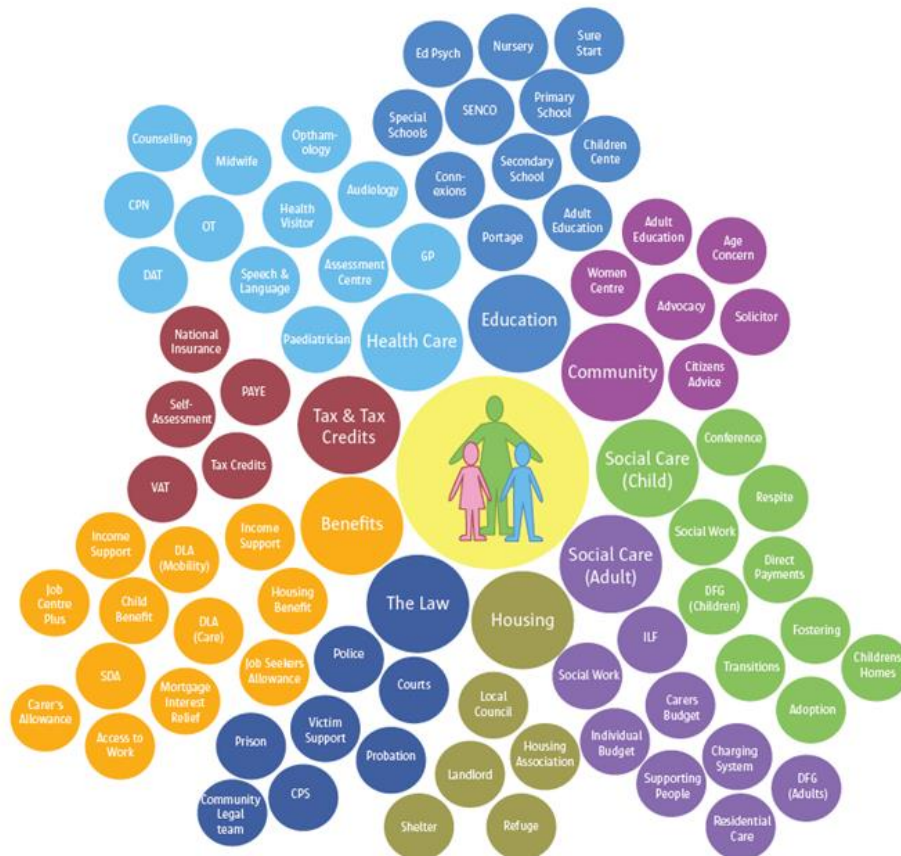 Ed Psych
Nursery
Sure
Start
Special
Schools
SENCO
Primary
School
Children
Cente
Conn-
exions
Secondary
School
Portage
Adult
Education
Education
Counselling
Midwife
Optham-
ology
CPN
OT
Health
Visitor
Audiology
DAT
Speech &
Language
Assessment
Centre
GP
Paediatrician
Health Care
Adult
Education
Age
Concern
Women
Centre
Advocacy
Solicitor
Citizens
Advice
Community
National
Insurance
PAYE
Self-
Assessment
Tax Credits
VAT
Tax & Tax
Credits
Social Care
(Child)
Conference
Respite
Social Work
Direct
Payments
DFG
(Children)
Fostering
Transitions
Childrens
Homes
Adoption
Benefits
Income
Support
DLA
(Mobility)
Income
Support
Job
Centre
Plus
Child
Benefit
DLA
(Care)
Housing
Benefit
SDA
Mortgage
Interest
Relief
Job Seekers
Allowance
Carer's
Allowance
Access to
Work
The Law
Police
Courts
Prison
Victim
Support
Probation
Community
Legal
team
CPS
Housing
Local
Council
Landlord
Housing
Association
Shelter
Refuge
Social Care
(Adult)
ILF
Social Work
Carers
Budget
Individual
Budget
Charging
System
Supporting
People
DFG
(Adults)
Residential
Care